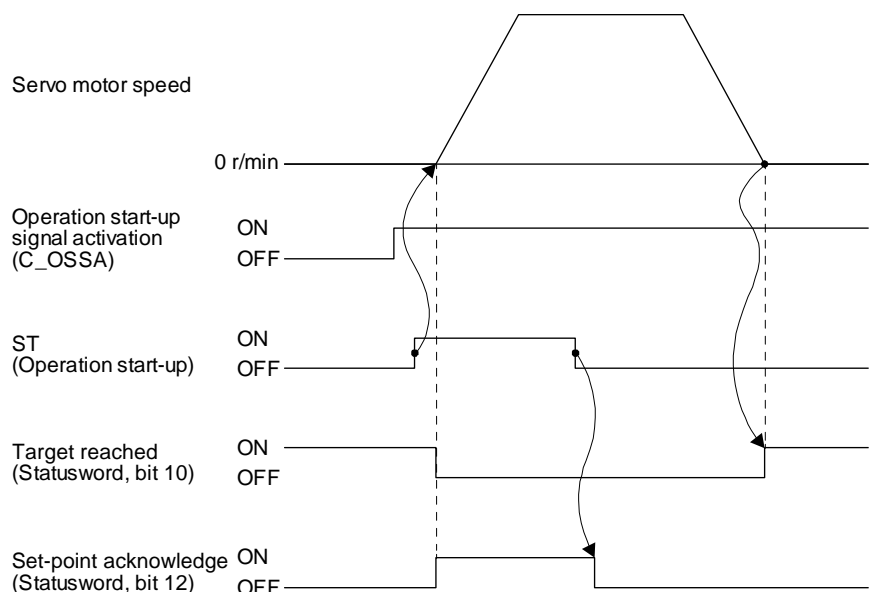 Servo motor speed
0 r/min
Operation start-up
signal activation
(C_OSSA)
ON
OFF
ST
(Operation start-up)
ON
OFF
Target reached
(Statusword, bit 10)
ON
OFF
Set-point acknowledge
(Statusword, bit 12)
ON
OFF